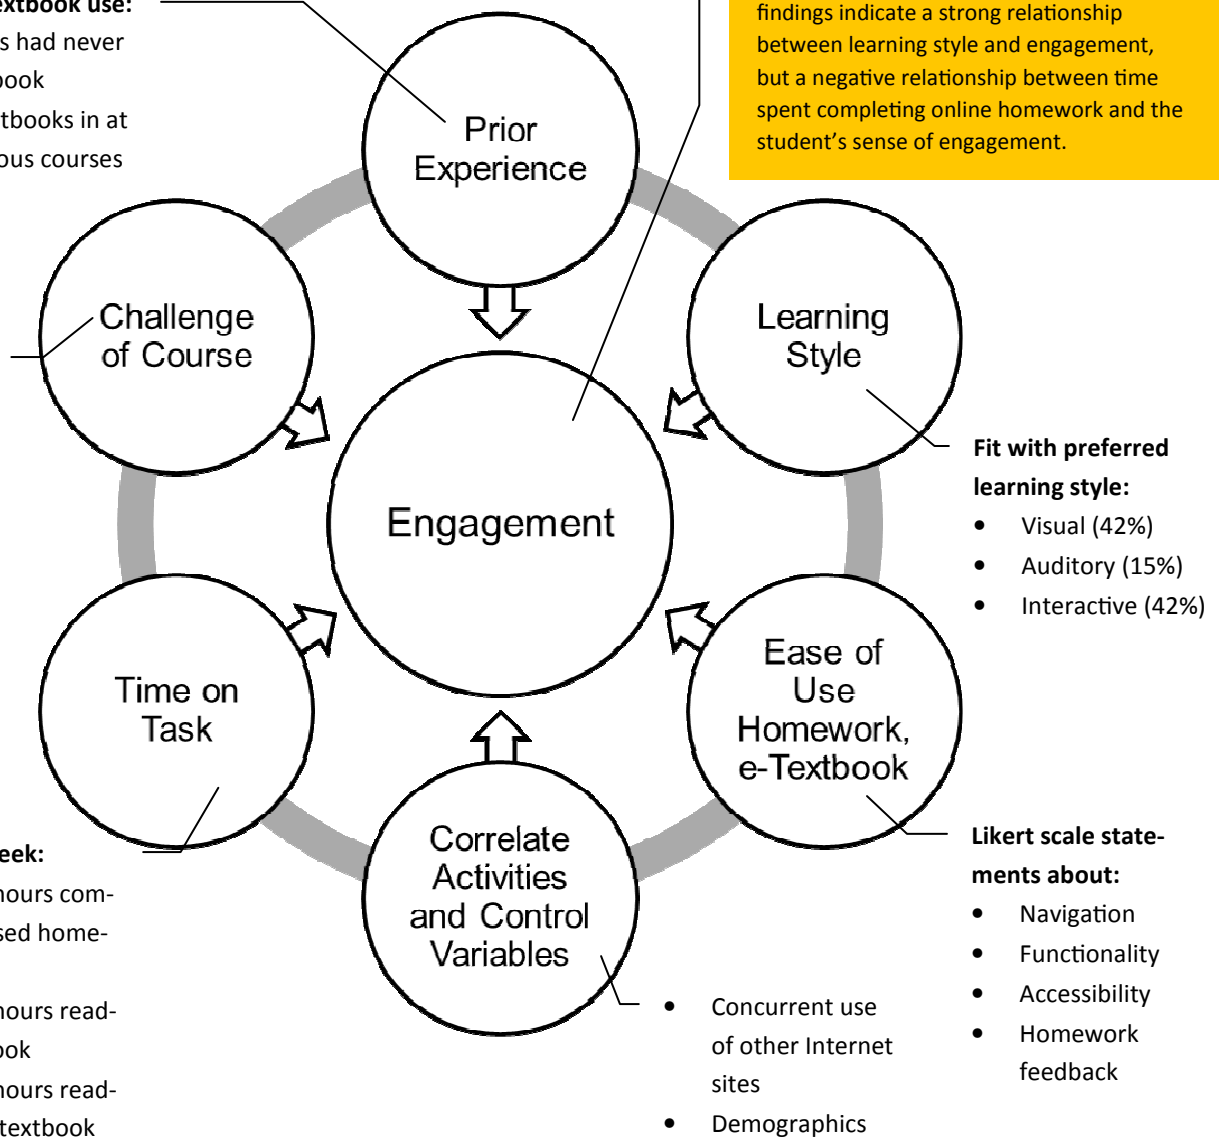 extbook use:
s had never
book
tbooks in at
ous courses
findings indicate a strong relationship
between learning style and engagement,
but a negative relationship between time
spent completing online homework and the
student’s sense of engagement.
Prior
Experience
Challenge
of Course
Learning
Style
Engagement
Fit with preferred
learning style:
• Visual (42%)
• Auditory (15%)
• Interactive (42%)
Time on
Task
Ease of
Use
Homework,
e-Textbook
Correlate
Activities
and Control
Variables
eek:
hours com-
sed home-
hours read-
ook
hours read-
textbook
Likert scale state-
ments about:
• Navigation
• Functionality
• Accessibility
• Homework
feedback
• Concurrent use
of other Internet
sites
• Demographics